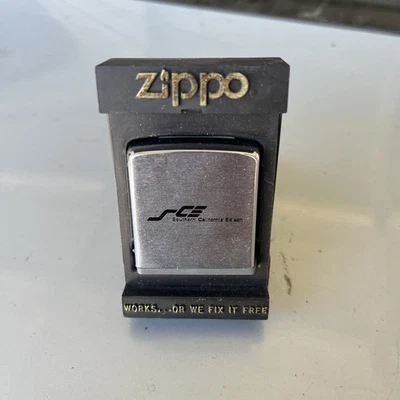 zippo
SCE
Southern California Edison
WORKS...OR WE FIX IT FREE